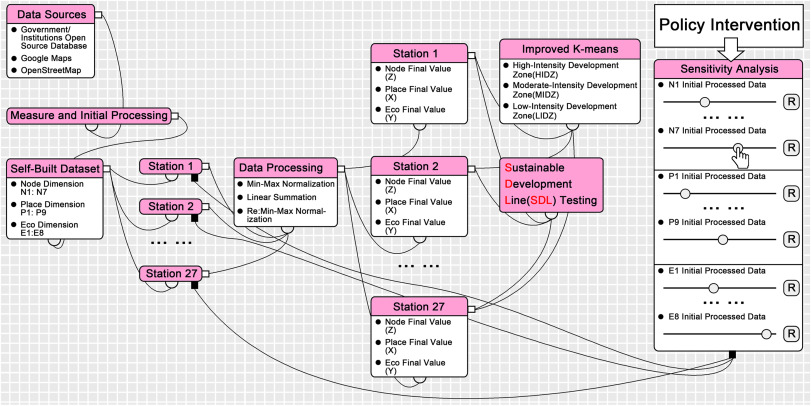 Data Sources
Government/
Institutions Open
Source Database
Google Maps
OpenStreetMap
Measure and Initial Processing
Self-Built Dataset
Node Dimension
N1: N7
Place Dimension
P1: P9
Eco Dimension
E1:E8
Station 1
Station 2
... ...
Station 27
Data Processing
Min-Max Normalization
Linear Summation
Re:Min-Max Normal-
ization
Station 1
Node Final Value
(Z)
Place Final Value
(X)
Eco Final Value
(Y)
Station 2
Node Final Value
(Z)
Place Final Value
(X)
Eco Final Value
(Y)
... ...
Station 27
Node Final Value
(Z)
Place Final Value
(X)
Eco Final Value
(Y)
Improved K-means
High-Intensity Development
Zone(HIDZ)
Moderate-Intensity Development
Zone(MIDZ)
Low-Intensity Development
Zone(LIDZ)
Sustainable
Development
Line(SDL) Testing
Policy Intervention
Sensitivity Analysis
N1 Initial Processed Data
R
... ...
N7 Initial Processed Data
R
P1 Initial Processed Data
R
... ...
P9 Initial Processed Data
R
E1 Initial Processed Data
R
... ...
E8 Initial Processed Data
R